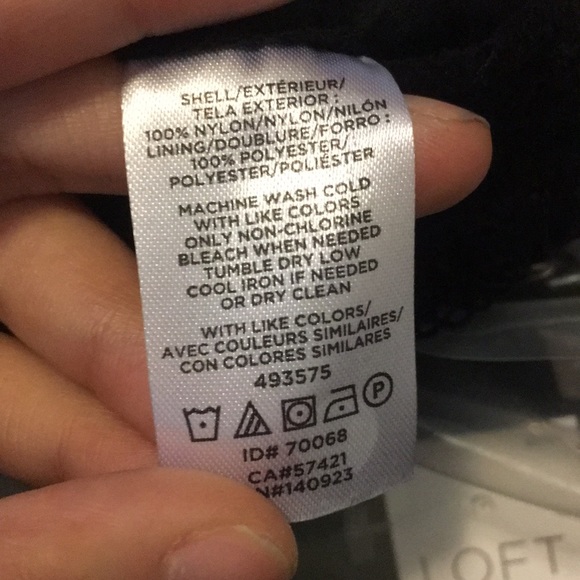 SHELL/EXTÉRIEUR/
TELA EXTERIOR :
100% NYLON/NYLON/NILÓN
LINING/DOUBLURE/FORRO :
100% POLYESTER/
POLYESTER/POLIÉSTER
MACHINE WASH COLD
WITH LIKE COLORS
ONLY NON-CHLORINE
BLEACH WHEN NEEDED
TUMBLE DRY LOW
COOL IRON IF NEEDED
OR DRY CLEAN
WITH LIKE COLORS/
AVEC COULEURS SIMILAIRES/
CON COLORES SIMILARES
493575
P
ID# 70068
CA#57421
N#140923
LOFT